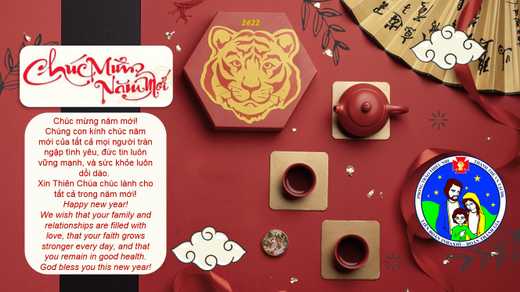 2022
Chúc Mừng
Năm Mới
Chúc mừng năm mới!
Chúng con kính chúc năm
mới của tất cả mọi người tràn
ngập tình yêu, đức tin luôn
vững mạnh, và sức khỏe luôn
dồi dào.
Xin Thiên Chúa chúc lành cho
tất cả trong năm mới!
Happy new year!
We wish that your family and
relationships are filled with
love, that your faith grows
stronger every day, and that
you remain in good health.
God bless you this new year!